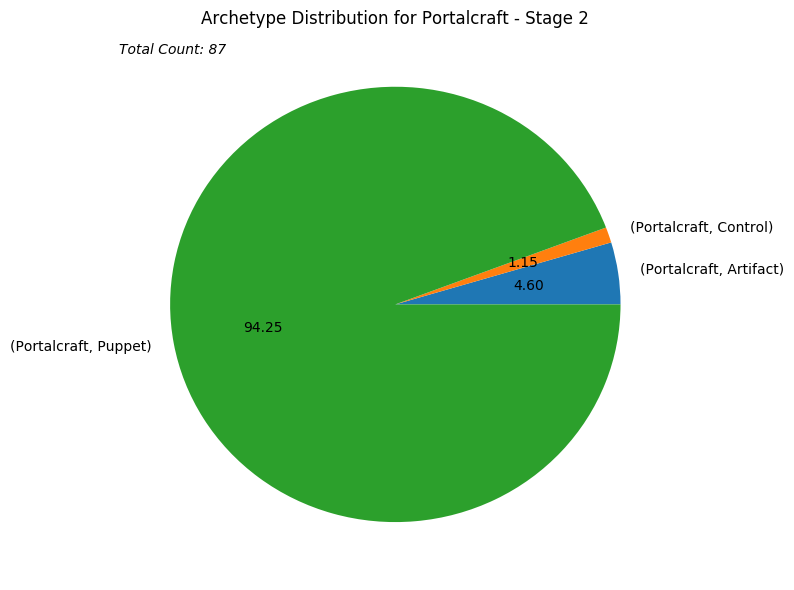 Archetype Distribution for Portalcraft - Stage 2
Total Count: 87
(Portalcraft, Control)
1.15
(Portalcraft, Artifact)
4.60
94.25
(Portalcraft, Puppet)